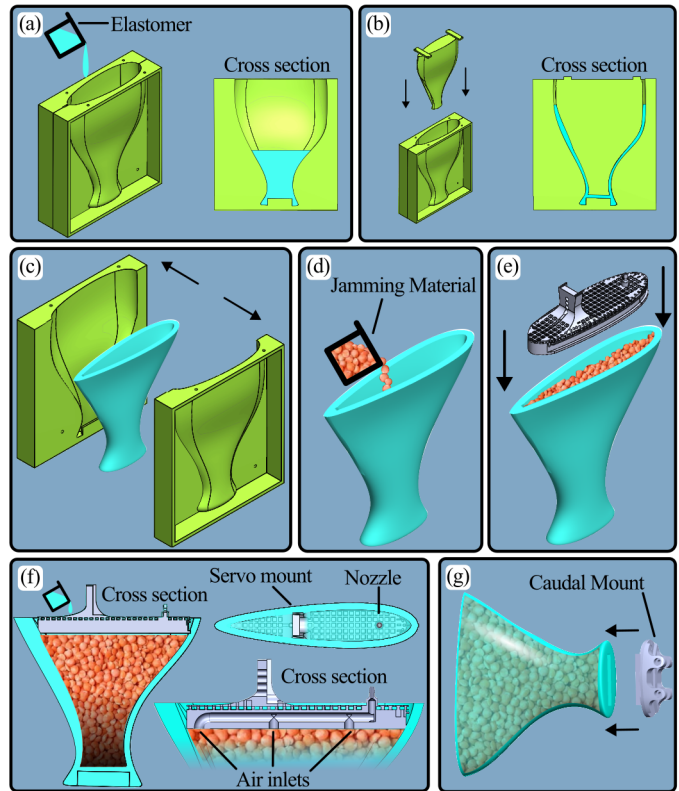 (a)
Elastomer
Cross section
(b)
Cross section
(c)
(d)
Jamming Material
(e)
(f)
Cross section
Servo mount
Nozzle
Cross section
Air inlets
(g)
Caudal Mount